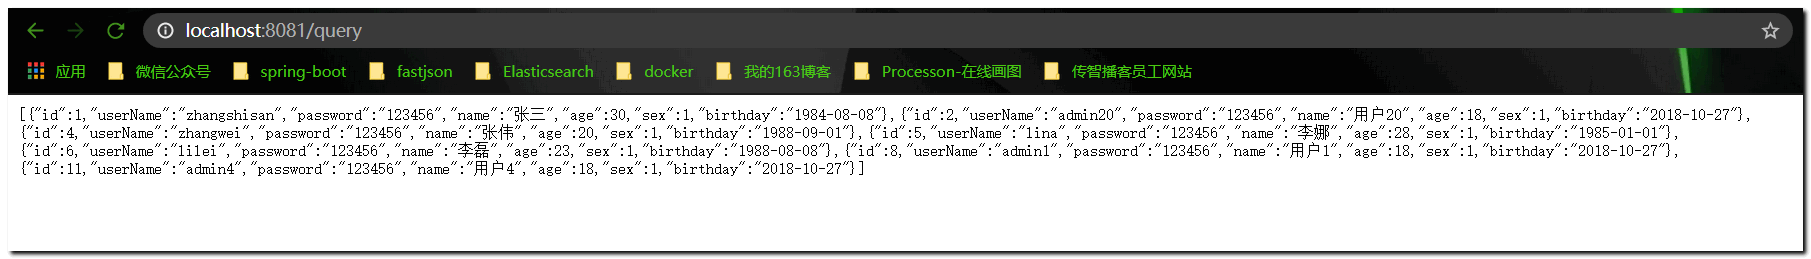 localhost:8081/query
应用 微信公众号 spring-boot fastjson Elasticsearch docker 我的163博客 Processon-在线画图 传智播客员工网站
[{"id":1,"userName":"zhangshisan","password":"123456","name":"张三","age":30,"sex":1,"birthday":"1984-08-08"},{"id":2,"userName":"admin20","password":"123456","name":"用户20","age":18,"sex":1,"birthday":"2018-10-27"},
{"id":4,"userName":"zhangwei","password":"123456","name":"张伟","age":20,"sex":1,"birthday":"1988-09-01"},{"id":5,"userName":"lina","password":"123456","name":"李娜","age":28,"sex":1,"birthday":"1985-01-01"},
{"id":6,"userName":"lilei","password":"123456","name":"李磊","age":23,"sex":1,"birthday":"1988-08-08"},{"id":8,"userName":"admin1","password":"123456","name":"用户1","age":18,"sex":1,"birthday":"2018-10-27"},
{"id":11,"userName":"admin4","password":"123456","name":"用户4","age":18,"sex":1,"birthday":"2018-10-27"}]